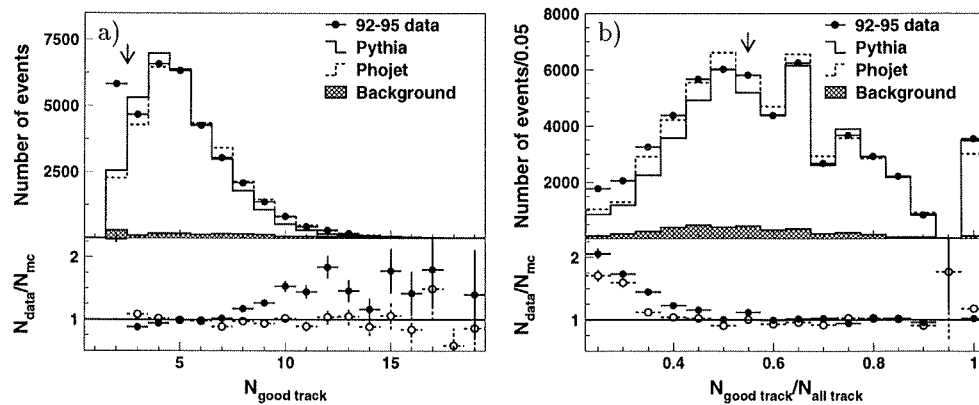 a)
92-95 data
Pythia
Phojet
Background
Number of events
7500
5000
2500
N_data/N_mc
2
1
5
10
15
N_good track
b)
92-95 data
Pythia
Phojet
Background
Number of events/0.05
8000
6000
4000
2000
N_data/N_mc
2
1
0.4
0.6
0.8
1
N_good track/N_all track